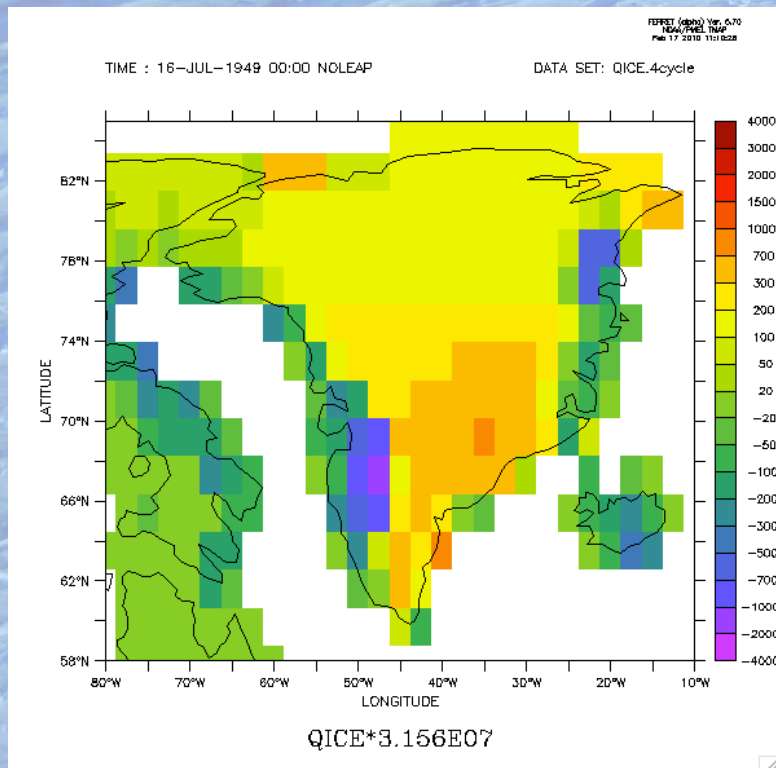 FERRET (alpha) Ver. 6.70
NOAA/PMEL TMAP
Feb 17 2010 11:10:28
TIME : 16-JUL-1949 00:00 NOLEAP
DATA SET: QICE.4cycle
82°N
78°N
74°N
70°N
66°N
62°N
58°N
LATITUDE
80°W
70°W
60°W
50°W
40°W
30°W
20°W
10°W
LONGITUDE
4000
3000
2000
1500
1000
700
300
200
100
50
20
-20
-50
-100
-200
-300
-500
-700
-1000
-2000
-4000
QICE*3.156E07